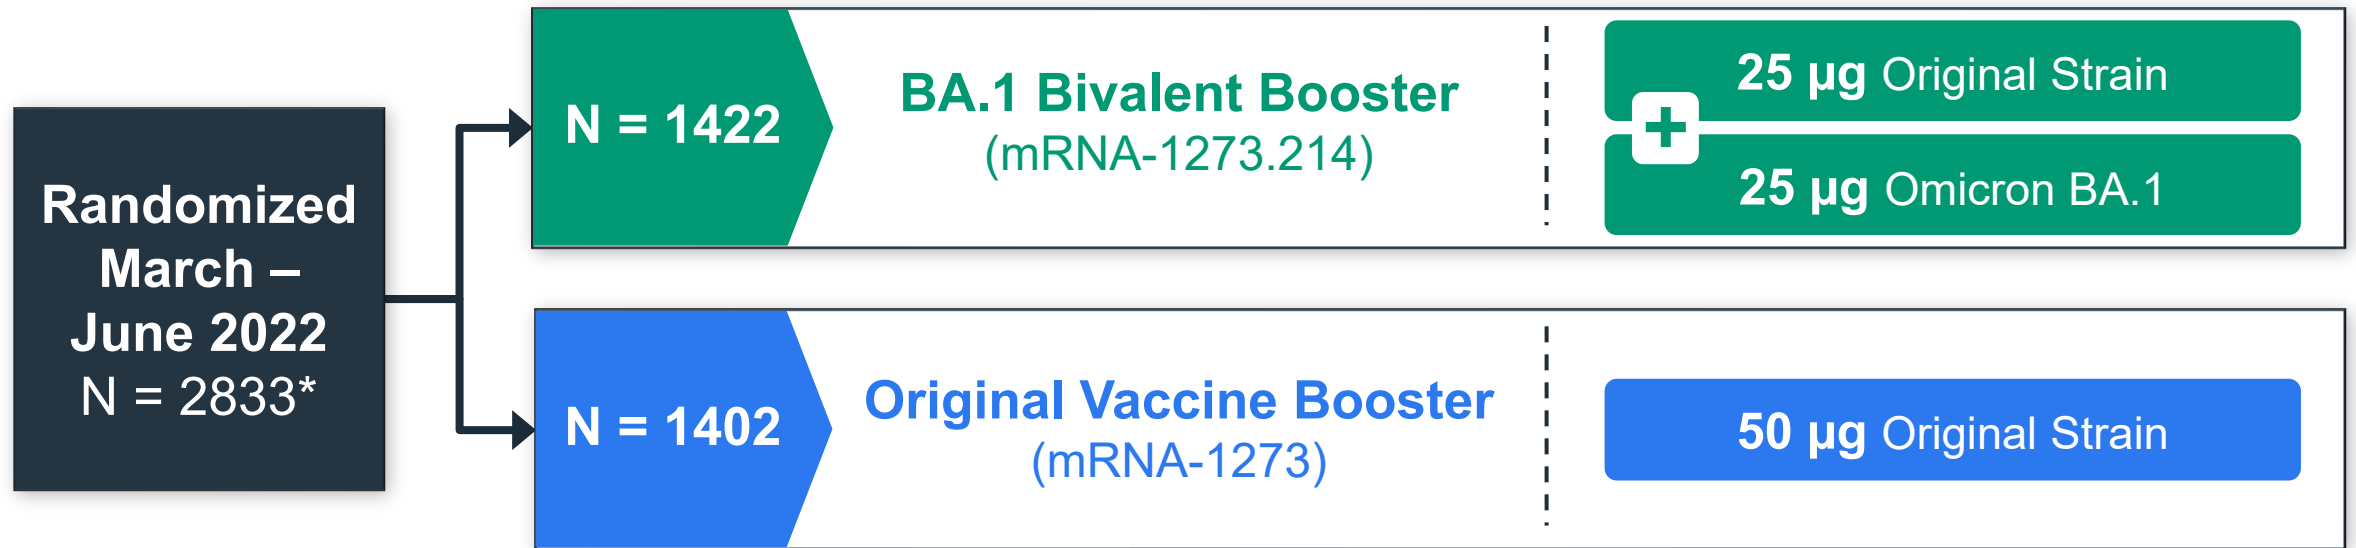 Randomized
March –
June 2022
N = 2833*
N = 1422
BA.1 Bivalent Booster
(mRNA-1273.214)
25 µg Original Strain
+
25 µg Omicron BA.1
N = 1402
Original Vaccine Booster
(mRNA-1273)
50 µg Original Strain